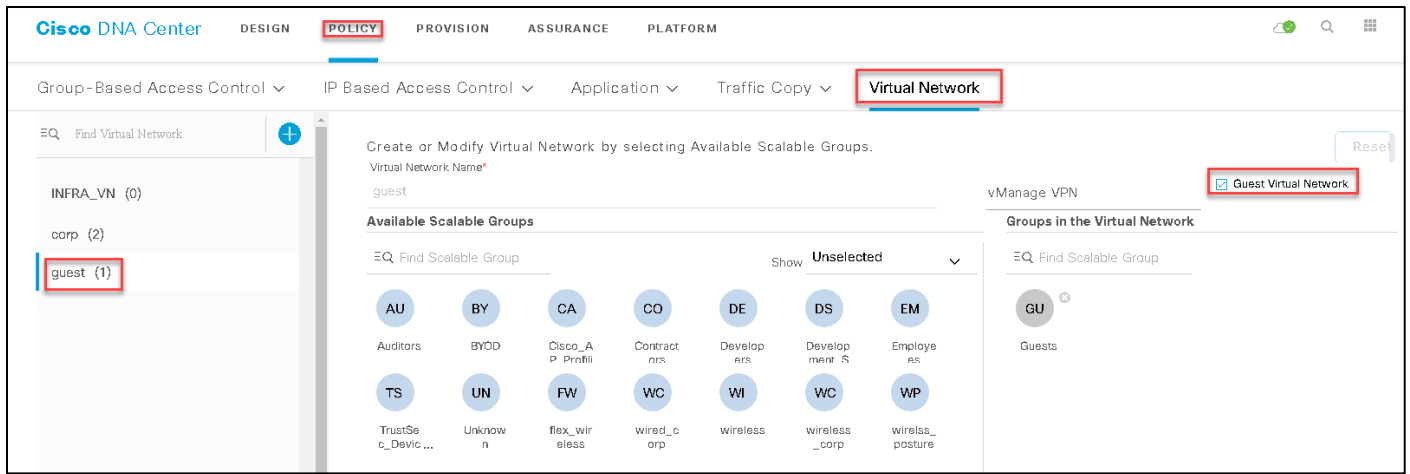 Cisco DNA Center DESIGN POLICY PROVISION ASSURANCE PLATFORM
Group-Based Access Control IP Based Access Control Application Traffic Copy Virtual Network
Find Virtual Network
INFRA_VN (0)
corp (2)
guest (1)
Create or Modify Virtual Network by selecting Available Scalable Groups.
Reset
Virtual Network Name*
guest
vManage VPN
Guest Virtual Network
Available Scalable Groups
Find Scalable Group
Show Unselected
AU BY CA CO DE DS EM
Auditors BYOD Cisco_A Contract Develop Develop Employe
P_Profili ors ers ment_S es
TS UN FW WC WI WC WP
TrustSe Unknow flex_wir wired_c wireless wireless wirelss_
c_Devic... n eless orp _corp posture
Groups in the Virtual Network
Find Scalable Group
GU
Guests